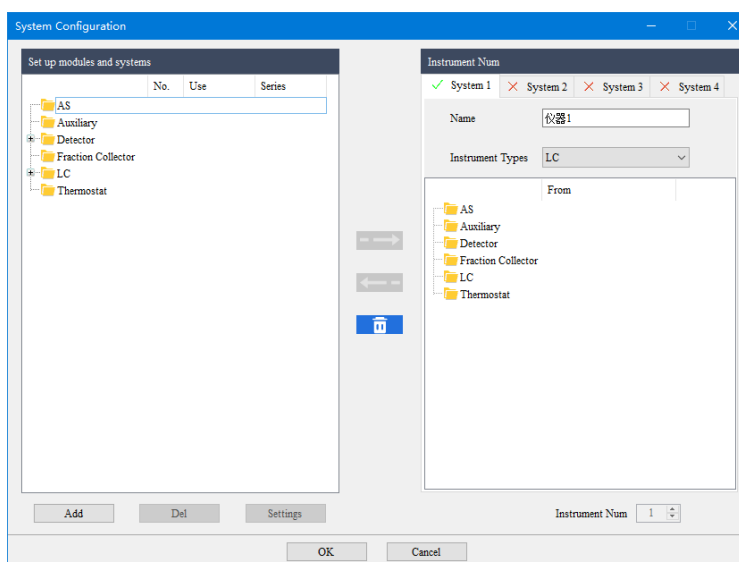 System Configuration
Set up modules and systems
No. Use Series
AS
Auxiliary
Detector
Fraction Collector
LC
Thermostat
Add Del Settings
Instrument Num
System 1 System 2 System 3 System 4
Name 仪器1
Instrument Types LC
From
AS
Auxiliary
Detector
Fraction Collector
LC
Thermostat
Instrument Num 1
OK Cancel